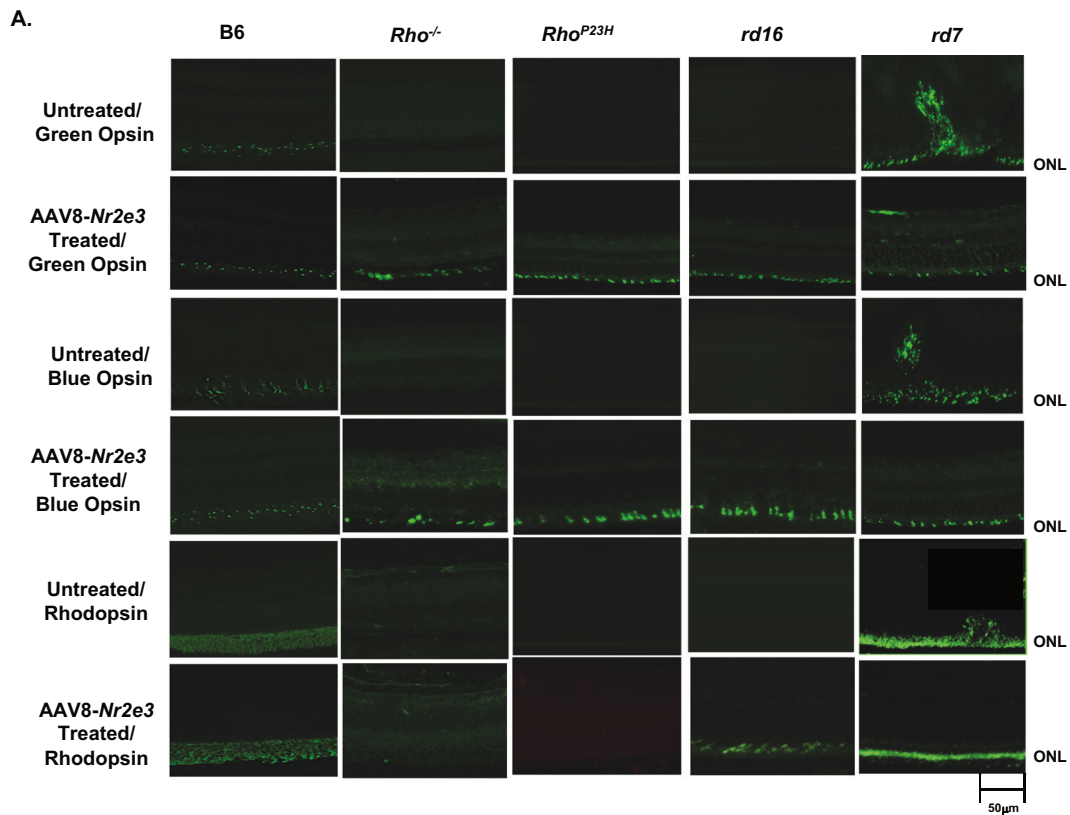 A.
B6
Rho-/-
RhoP23H
rd16
rd7
Untreated/
Green Opsin
ONL
AAV8-Nr2e3
Treated/
Green Opsin
ONL
Untreated/
Blue Opsin
ONL
AAV8-Nr2e3
Treated/
Blue Opsin
ONL
Untreated/
Rhodopsin
ONL
AAV8-Nr2e3
Treated/
Rhodopsin
ONL
50µm